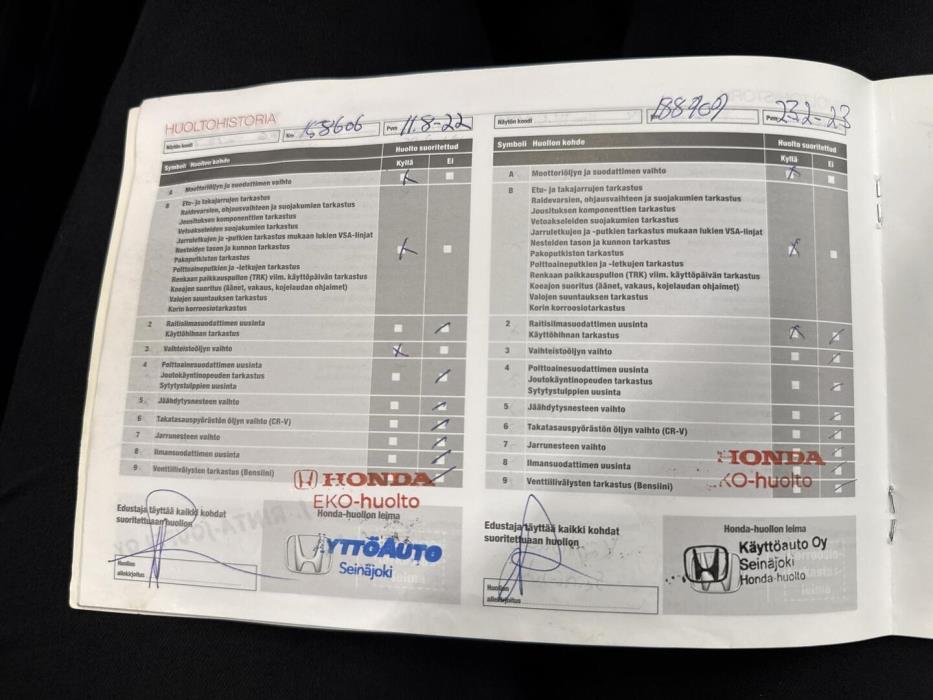 HUOLTOHISTORIA
Näytön koodi
Km 158606
Pvm 11.8-22
Symboli Huollon kohde
Huolto suoritettud
Kyllä Ei
A Moottoriöljyn ja suodattimen vaihto
B Etu- ja takajarrujen tarkastus
Raidevarsien, ohjausvaihteen ja suojakumien tarkastus
Jousituksen komponenttien tarkastus
Vetoakseleiden suojakumien tarkastus
Jarruletkujen ja -putkien tarkastus mukaan lukien VSA-linjat
Nesteiden tason ja kunnon tarkastus
Pakoputkiston tarkastus
Polttoaineputkien ja -letkujen tarkastus
Renkaan paikkauspullon (TRK) viim. käyttöpäivän tarkastus
Koeajon suoritus (äänet, vakaus, kojelaudan ohjaimet)
Valojen suuntauksen tarkastus
Korin korroosiotarkastus
2 Raitisilmasuodattimen uusinta
Käyttöhihnan tarkastus
3 Vaihteistoöljyn vaihto
4 Polttoainesuodattimen uusinta
Joutokäyntinopeuden tarkastus
Sytytystulppien uusinta
5 Jäähdytysnesteen vaihto
6 Takatasauspyörästön öljyn vaihto (CR-V)
7 Jarrunesteen vaihto
8 Ilmansuodattimen uusinta
9 Venttiilivälysten tarkastus (Bensiini)
HONDA
EKO-huolto
Edustaja täyttää kaikki kohdat
suoritettuaan huollon
Honda-huollon leima
YTTÖAUTO
Seinäjoki
Huollon
allekirjoitus
Näytön koodi
188909
Pvm 23.2-23
Symboli Huollon kohde
Huolto suoritettud
Kyllä Ei
A Moottoriöljyn ja suodattimen vaihto
B Etu- ja takajarrujen tarkastus
Raidevarsien, ohjausvaihteen ja suojakumien tarkastus
Jousituksen komponenttien tarkastus
Vetoakseleiden suojakumien tarkastus
Jarruletkujen ja -putkien tarkastus mukaan lukien VSA-linjat
Nesteiden tason ja kunnon tarkastus
Pakoputkiston tarkastus
Polttoaineputkien ja -letkujen tarkastus
Renkaan paikkauspullon (TRK) viim. käyttöpäivän tarkastus
Koeajon suoritus (äänet, vakaus, kojelaudan ohjaimet)
Valojen suuntauksen tarkastus
Korin korroosiotarkastus
2 Raitisilmasuodattimen uusinta
Käyttöhihnan tarkastus
3 Vaihteistoöljyn vaihto
4 Polttoainesuodattimen uusinta
Joutokäyntinopeuden tarkastus
Sytytystulppien uusinta
5 Jäähdytysnesteen vaihto
6 Takatasauspyörästön öljyn vaihto (CR-V)
7 Jarrunesteen vaihto
8 Ilmansuodattimen uusinta
9 Venttiilivälysten tarkastus (Bensiini)
HONDA
KO-huolto
Edustaja täyttää kaikki kohdat
suoritettuaan huollon
Honda-huollon leima
Käyttöauto Oy
Seinäjoki
Honda-huolto
Huollon
allekirjoitus